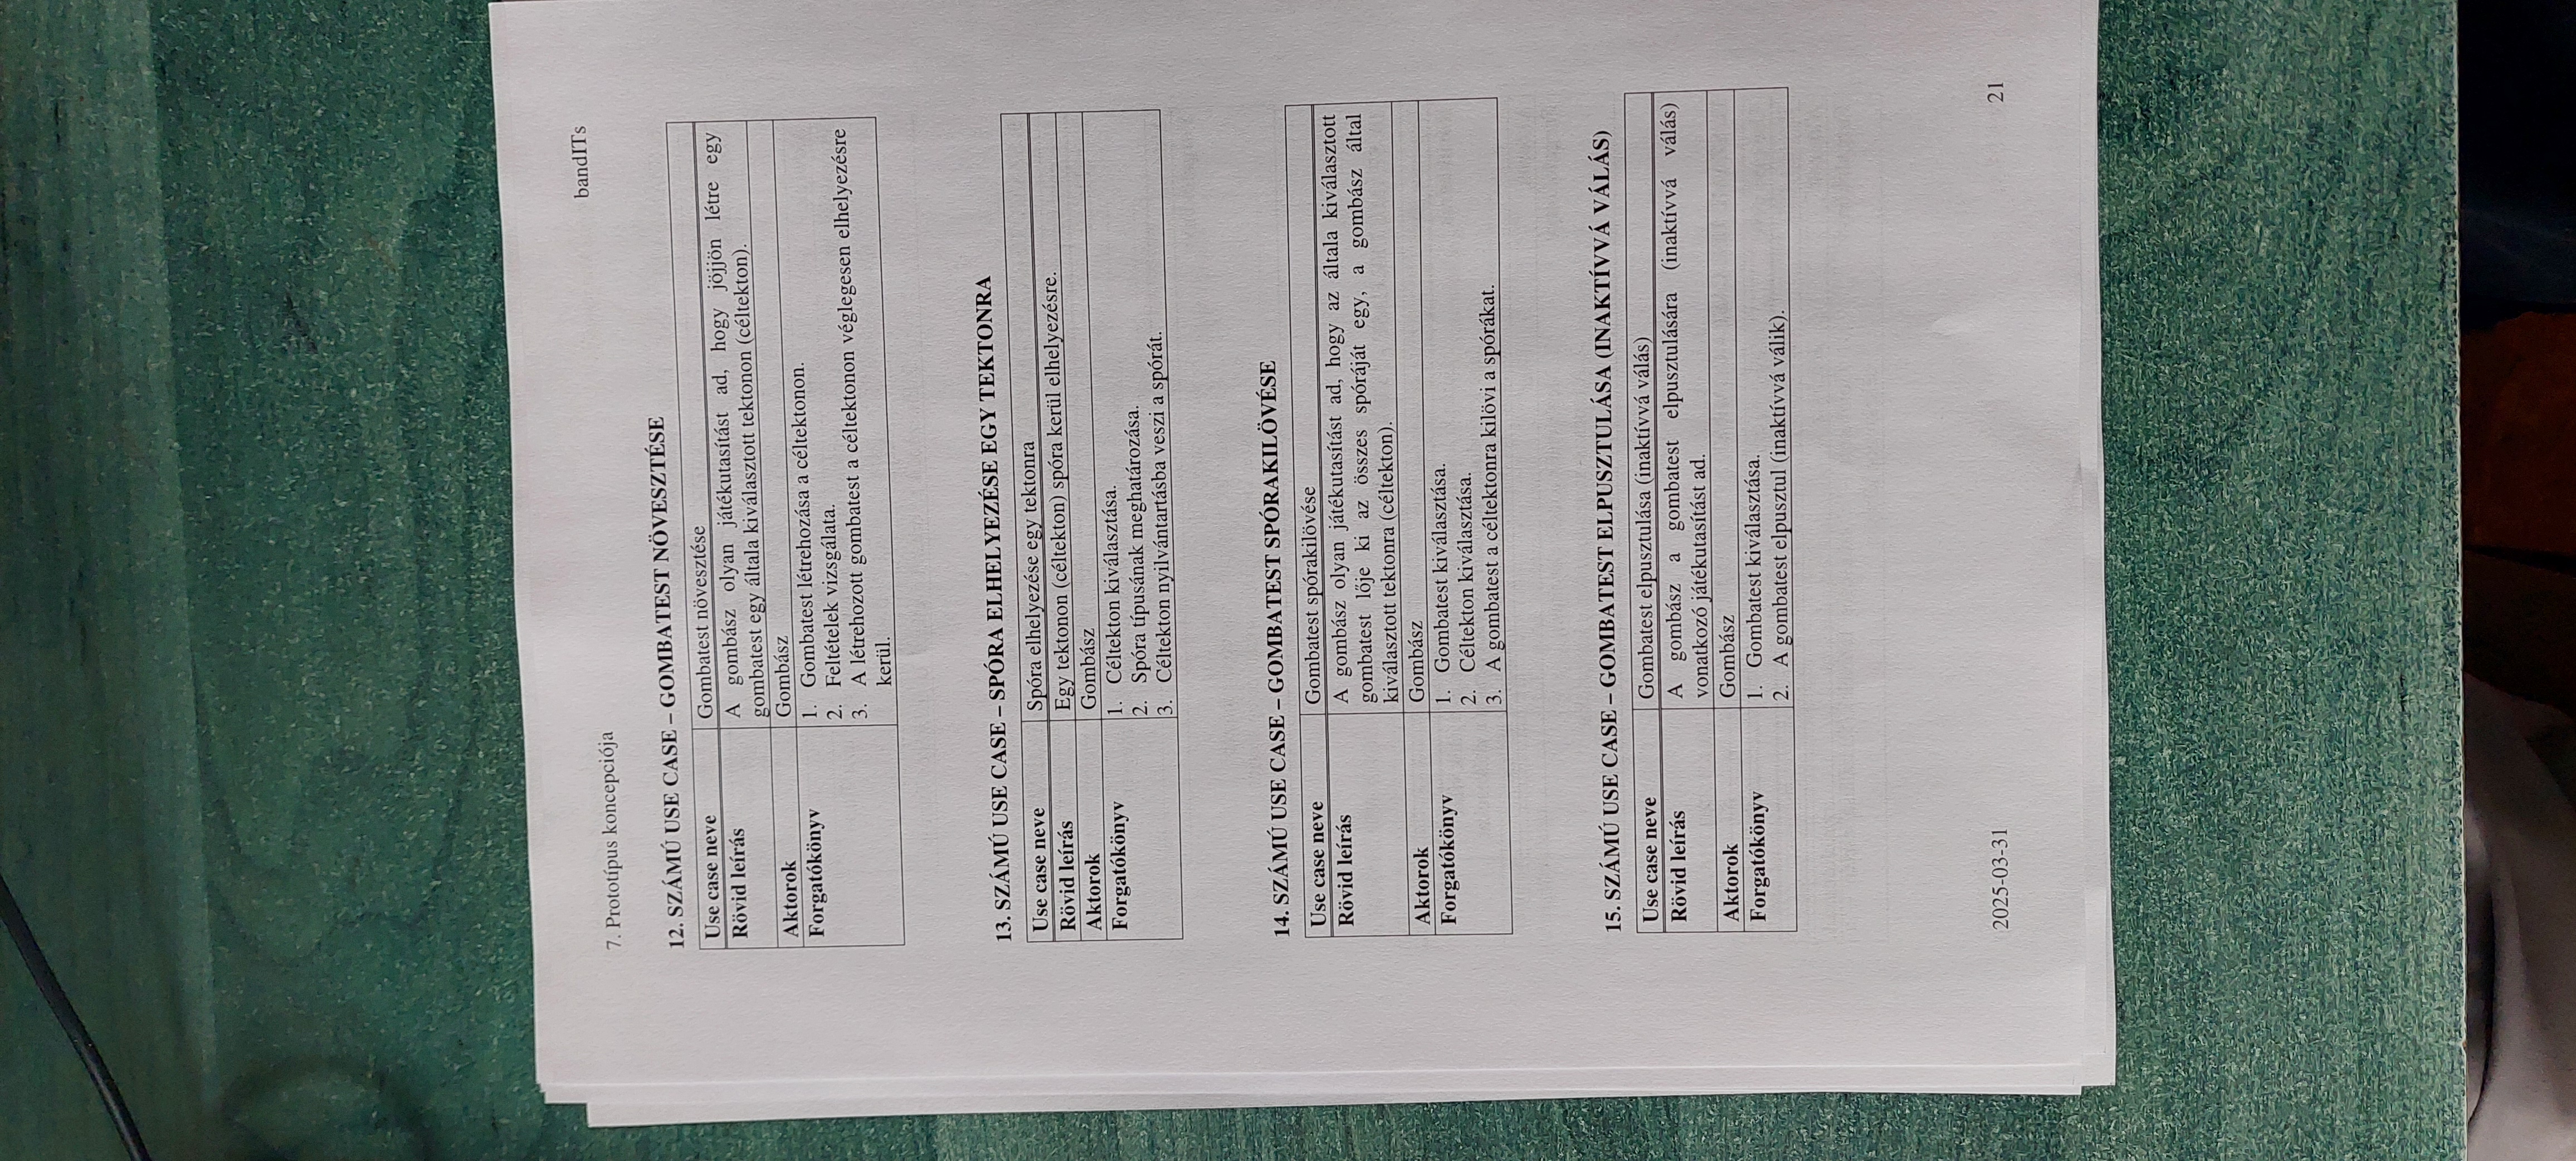 7. Prototípus koncepciója bandITs
12. SZÁMÚ USE CASE – GOMBATEST NÖVESZTÉSE
Use case neve Gombatest növesztése
Rövid leírás A gombász olyan játékutasítást ad, hogy jöjjön létre egy
gombatest egy általa kiválasztott tektonon (céltekton).
Aktorok Gombász
Forgatókönyv 1. Gombatest létrehozása a céltektonon.
2. Feltételek vizsgálata.
3. A létrehozott gombatest a céltektonon véglegesen elhelyezésre
kerül.
13. SZÁMÚ USE CASE – SPÓRA ELHELYEZÉSE EGY TEKTONRA
Use case neve Spóra elhelyezése egy tektonra
Rövid leírás Egy tektonon (céltekton) spóra kerül elhelyezésre.
Aktorok Gombász
Forgatókönyv 1. Céltekton kiválasztása.
2. Spóra típusának meghatározása.
3. Céltekton nyilvántartásba veszi a spórát.
14. SZÁMÚ USE CASE – GOMBATEST SPÓRAKILÖVÉSE
Use case neve Gombatest spórakilövése
Rövid leírás A gombász olyan játékutasítást ad, hogy az általa kiválasztott
gombatest lője ki az összes spóráját egy, a gombász által
kiválasztott tektonra (céltekton).
Aktorok Gombász
Forgatókönyv 1. Gombatest kiválasztása.
2. Céltekton kiválasztása.
3. A gombatest a céltektonra kilövi a spórákat.
15. SZÁMÚ USE CASE – GOMBATEST ELPUSZTULÁSA (INAKTÍVVÁ VÁLÁS)
Use case neve Gombatest elpusztulása (inaktívvá válás)
Rövid leírás A gombász a gombatest elpusztulására (inaktívvá válás)
vonatkozó játékutasítást ad.
Aktorok Gombász
Forgatókönyv 1. Gombatest kiválasztása.
2. A gombatest elpusztul (inaktívvá válik).
2025-03-31 21